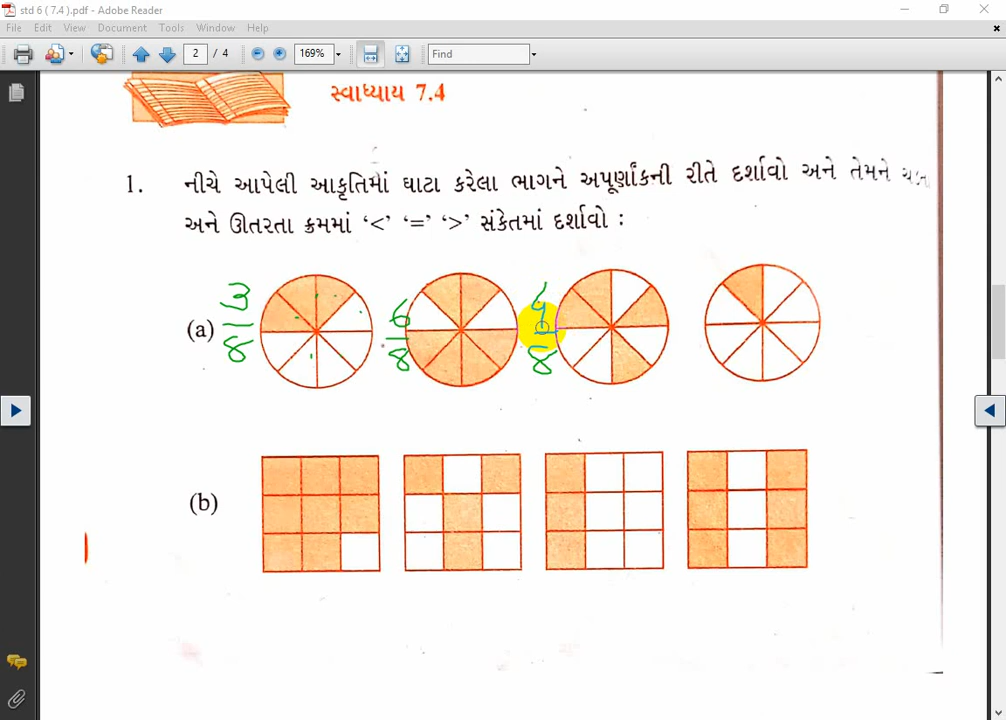 std 6 ( 7.4 ).pdf - Adobe Reader
File Edit View Document Tools Window Help
2 / 4 169% Find
સ્વાધ્યાય 7.4
1. નીચે આપેલી આકૃતિમાં ઘાટા કરેલા ભાગને અપૂર્ણાંકની રીતે દર્શાવો અને તેમને
અને ઊતરતા ક્રમમાં ‘<’ ‘=’ ‘>’ સંકેતમાં દર્શાવો :
(a) 3/8 6/8 4/8
(b)